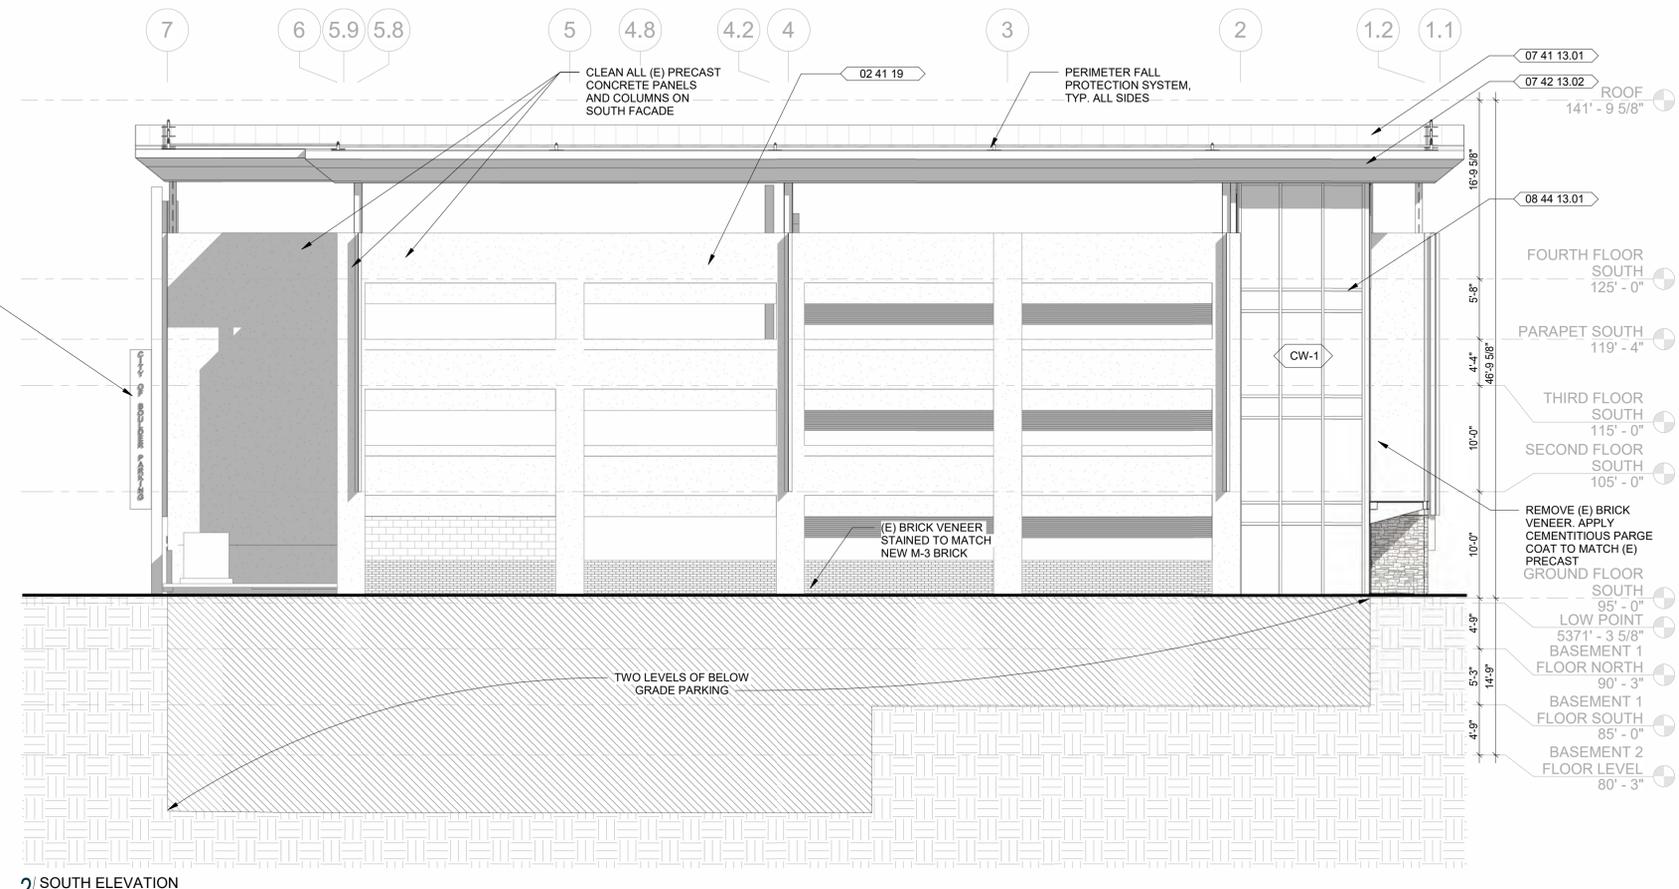 7
6
5.9
5.8
5
4.8
4.2
4
3
2
1.2
1.1
CLEAN ALL (E) PRECAST
CONCRETE PANELS
AND COLUMNS ON
SOUTH FACADE
02 41 19
PERIMETER FALL
PROTECTION SYSTEM,
TYP. ALL SIDES
07 41 13.01
07 42 13.02
ROOF
141' - 9 5/8"
16'-9 5/8"
08 44 13.01
FOURTH FLOOR
SOUTH
125' - 0"
5'-8"
PARAPET SOUTH
119' - 4"
4'-4"
46'-9 5/8"
CW-1
CITY OF BOULDER PARKING
THIRD FLOOR
SOUTH
115' - 0"
10'-0"
SECOND FLOOR
SOUTH
105' - 0"
(E) BRICK VENEER
STAINED TO MATCH
NEW M-3 BRICK
REMOVE (E) BRICK
VENEER. APPLY
CEMENTITIOUS PARGE
COAT TO MATCH (E)
PRECAST
10'-0"
GROUND FLOOR
SOUTH
95' - 0"
LOW POINT
5371' - 3 5/8"
4'-9"
BASEMENT 1
FLOOR NORTH
90' - 3"
5'-3"
14'-9"
TWO LEVELS OF BELOW
GRADE PARKING
BASEMENT 1
FLOOR SOUTH
85' - 0"
4'-9"
BASEMENT 2
FLOOR LEVEL
80' - 3"
2/ SOUTH ELEVATION